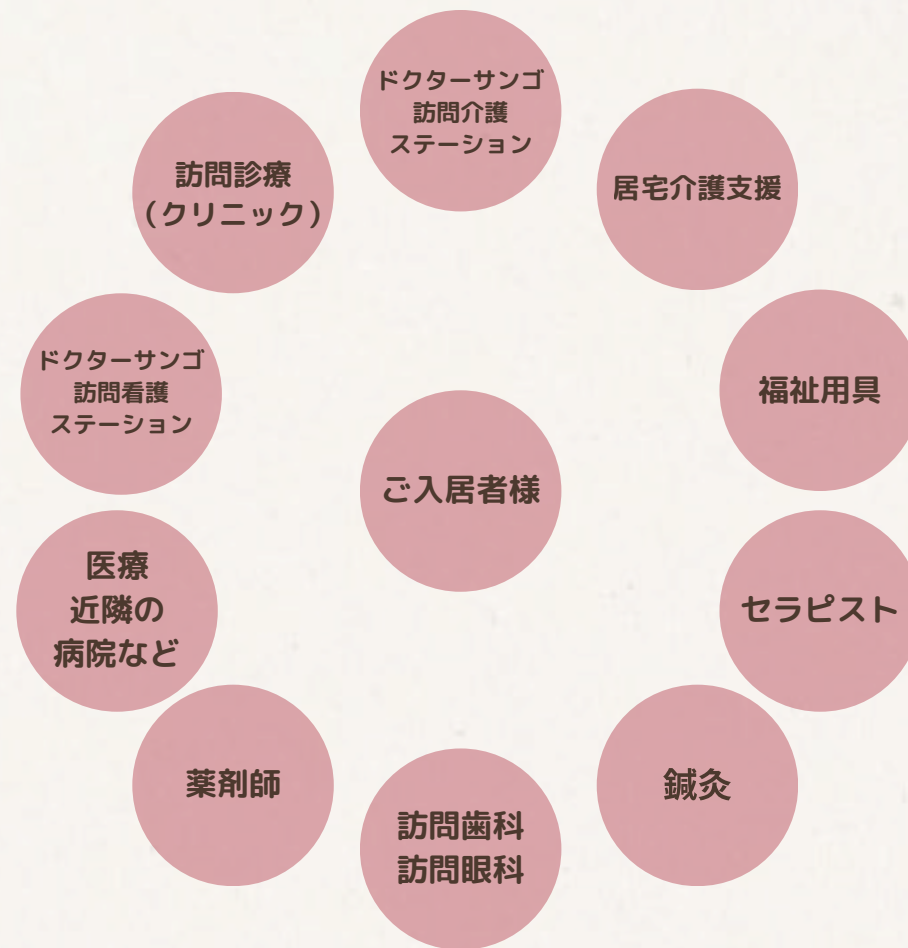 ドクターサンゴ
訪問介護
ステーション
訪問診療
（クリニック）
居宅介護支援
ドクターサンゴ
訪問看護
ステーション
福祉用具
ご入居者様
医療
近隣の
病院など
セラピスト
薬剤師
鍼灸
訪問歯科
訪問眼科